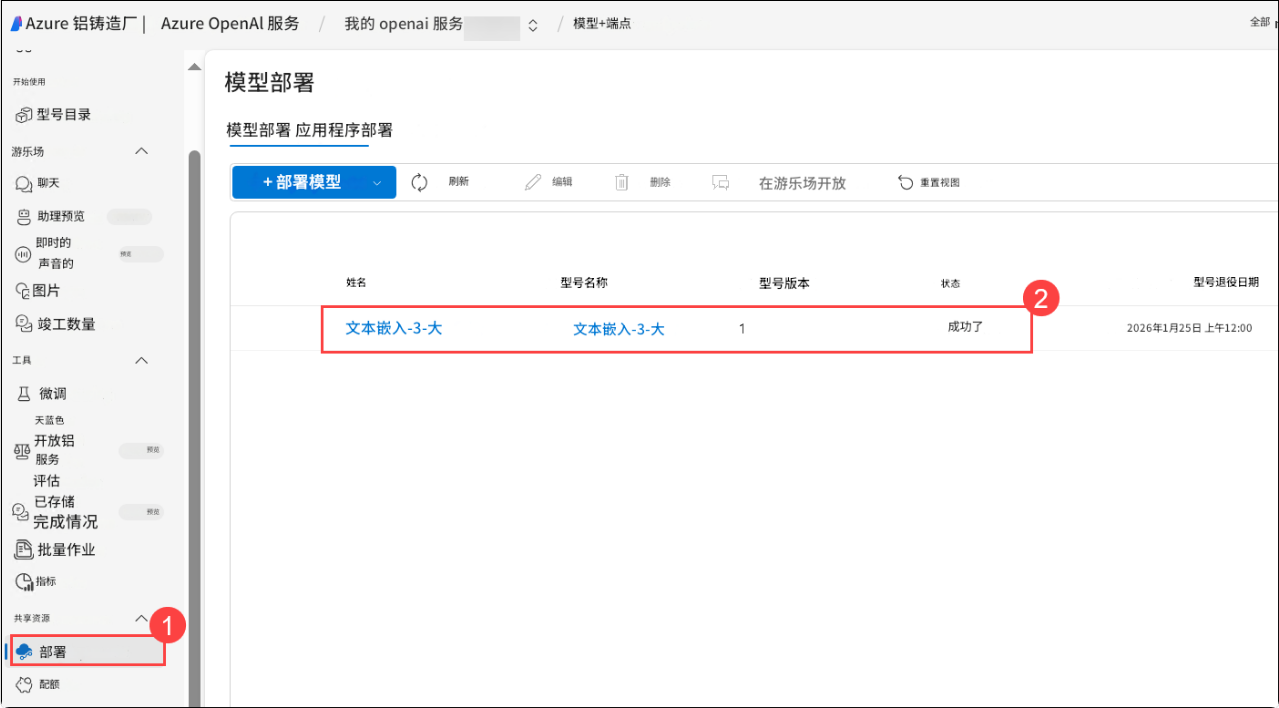 Azure 铝铸造厂 | Azure OpenAI 服务 / 我的 openai 服务 / 模型+端点 全部
开始使用
型号目录
游乐场
聊天
助理预览
即时的
声音的
预览
图片
竣工数量
工具
微调
天蓝色
开放铝
服务
评估
预览
已存储
完成情况
预览
批量作业
指标
共享资源
1
部署
配额
模型部署
模型部署 应用程序部署
+ 部署模型 刷新 编辑 删除 在游乐场开放 重置视图
姓名 型号名称 型号版本 状态 型号退役日期
2
文本嵌入-3-大 文本嵌入-3-大 1 成功了 2026年1月25日 上午12:00